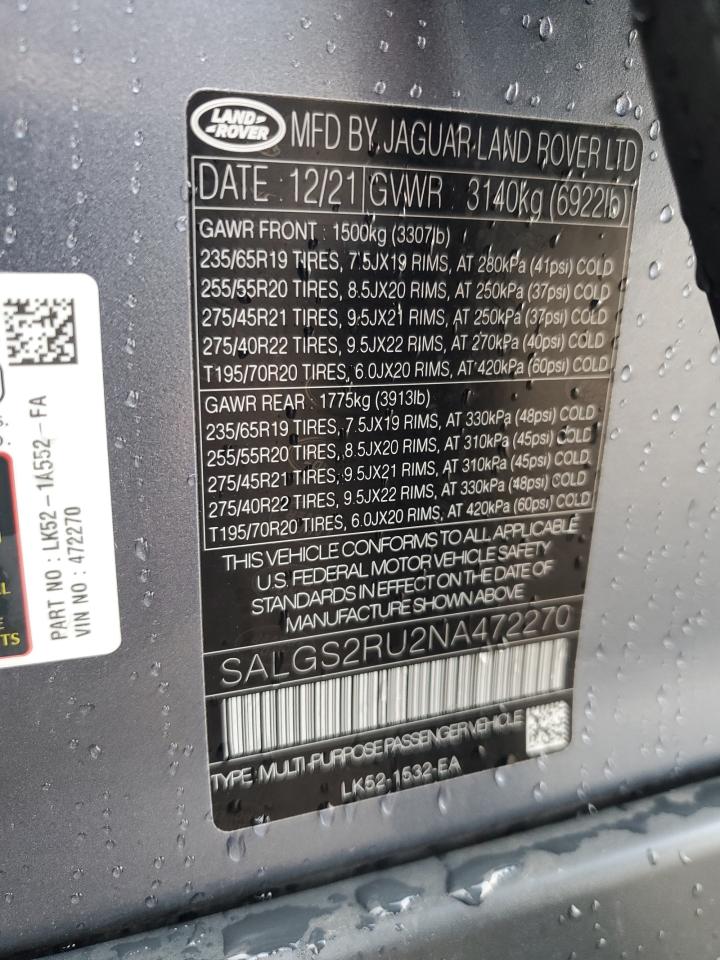 LAND-
ROVER
MFD BY JAGUAR LAND ROVER LTD
DATE 12/21 GVWR 3140kg (6922lb)
GAWR FRONT : 1500kg (3307lb)
235/65R19 TIRES, 7.5JX19 RIMS, AT 280kPa (41psi) COLD
255/55R20 TIRES, 8.5JX20 RIMS, AT 250kPa (37psi) COLD
275/45R21 TIRES, 9.5JX21 RIMS, AT 250kPa (37psi) COLD
275/40R22 TIRES, 9.5JX22 RIMS, AT 270kPa (40psi) COLD
T195/70R20 TIRES, 6.0JX20 RIMS, AT 420kPa (60psi) COLD
GAWR REAR : 1775kg (3913lb)
235/65R19 TIRES, 7.5JX19 RIMS, AT 330kPa (48psi) COLD
255/55R20 TIRES, 8.5JX20 RIMS, AT 310kPa (45psi) COLD
275/45R21 TIRES, 9.5JX21 RIMS, AT 310kPa (45psi) COLD
275/40R22 TIRES, 9.5JX22 RIMS, AT 330kPa (48psi) COLD
T195/70R20 TIRES, 6.0JX20 RIMS, AT 420kPa (60psi) COLD
THIS VEHICLE CONFORMS TO ALL APPLICABLE
U.S. FEDERAL MOTOR VEHICLE SAFETY
STANDARDS IN EFFECT ON THE DATE OF
MANUFACTURE SHOWN ABOVE
SALGS2RU2NA472270
TYPE: MULTI-PURPOSE PASSENGER VEHICLE
LK52-1532-EA
PART NO : LK52-1A552-FA
VIN NO : 472270